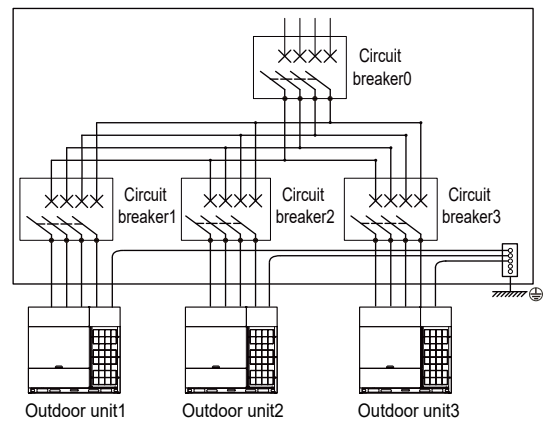 Circuit
breaker0
Circuit
breaker1
Circuit
breaker2
Circuit
breaker3
Outdoor unit1
Outdoor unit2
Outdoor unit3